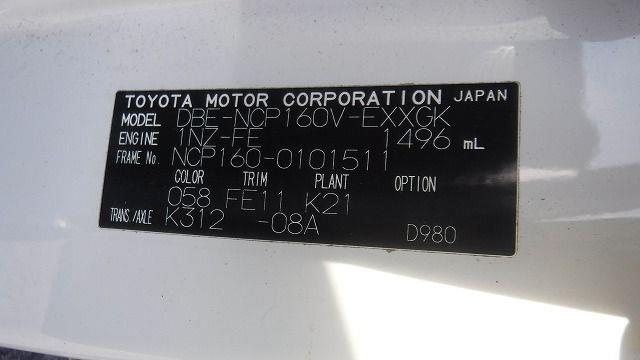 TOYOTA MOTOR CORPORATION JAPAN
MODEL DBE-NCP160V-EXXGK
ENGINE 1NZ-FE 1496 mL
FRAME No. NCP160-0101511
COLOR TRIM PLANT OPTION
058 FE11 K21
TRANS/AXLE K312 -08A
D980